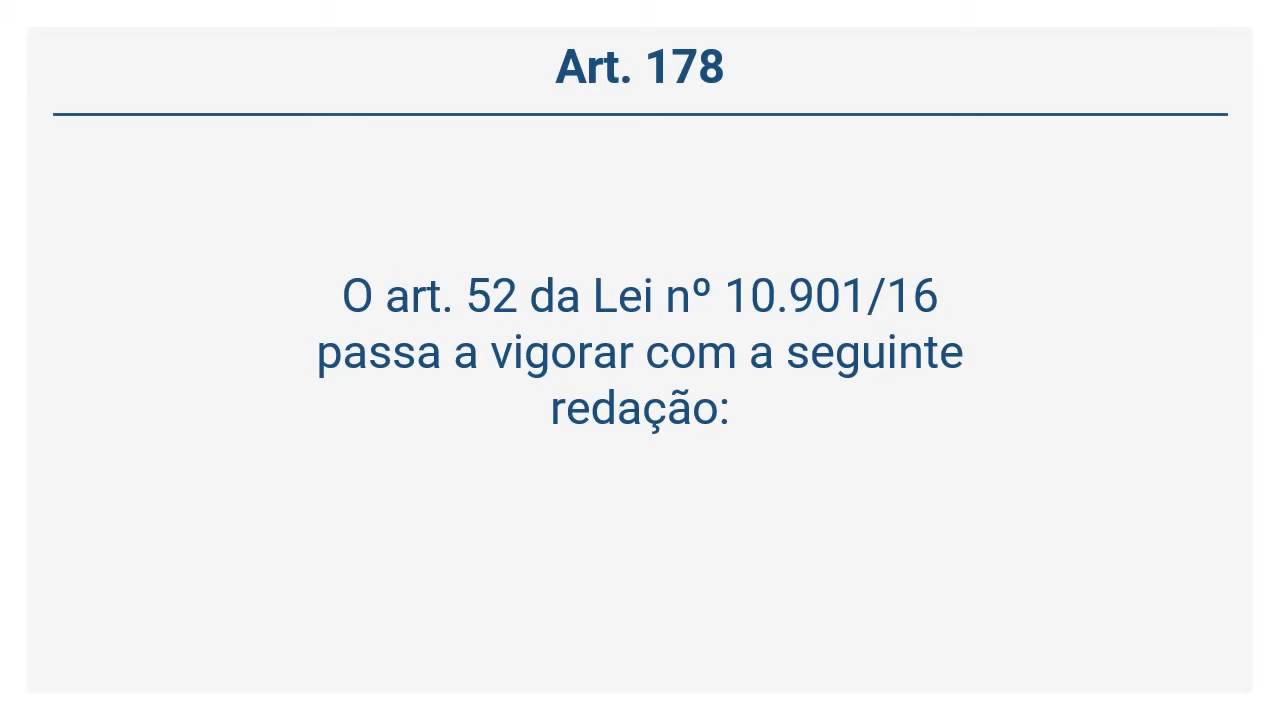 Art. 178
O art. 52 da Lei nº 10.901/16
passa a vigorar com a seguinte
redação: